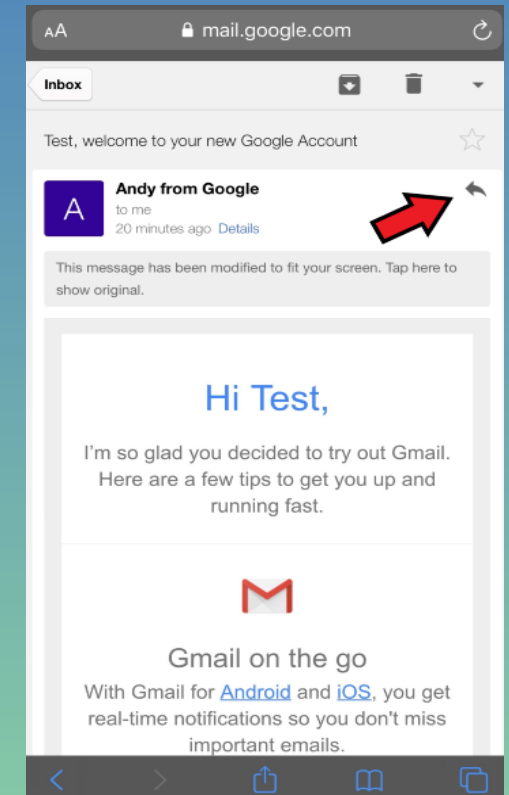 AA mail.google.com
Inbox
Test, welcome to your new Google Account
A
Andy from Google
to me
20 minutes ago Details
This message has been modified to fit your screen. Tap here to
show original.
Hi Test,
I'm so glad you decided to try out Gmail.
Here are a few tips to get you up and
running fast.
Gmail on the go
With Gmail for Android and iOS, you get
real-time notifications so you don't miss
important emails.